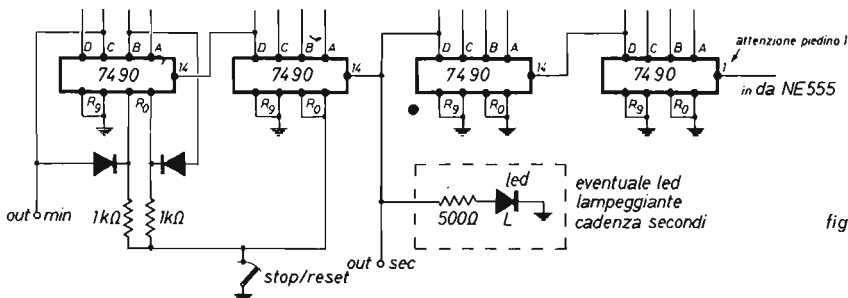 D C B A
D C B A
D C B A
D C B A
attenzione piedino 1
7490
14
7490
14
7490
14
7490
1
in da NE555
R9 R0
R9 R0
R9 R0
R9 R0
led
eventuale led
lampeggiante
cadenza secondi
out min
1kΩ
1kΩ
500Ω
L
fig
stop/reset
out sec